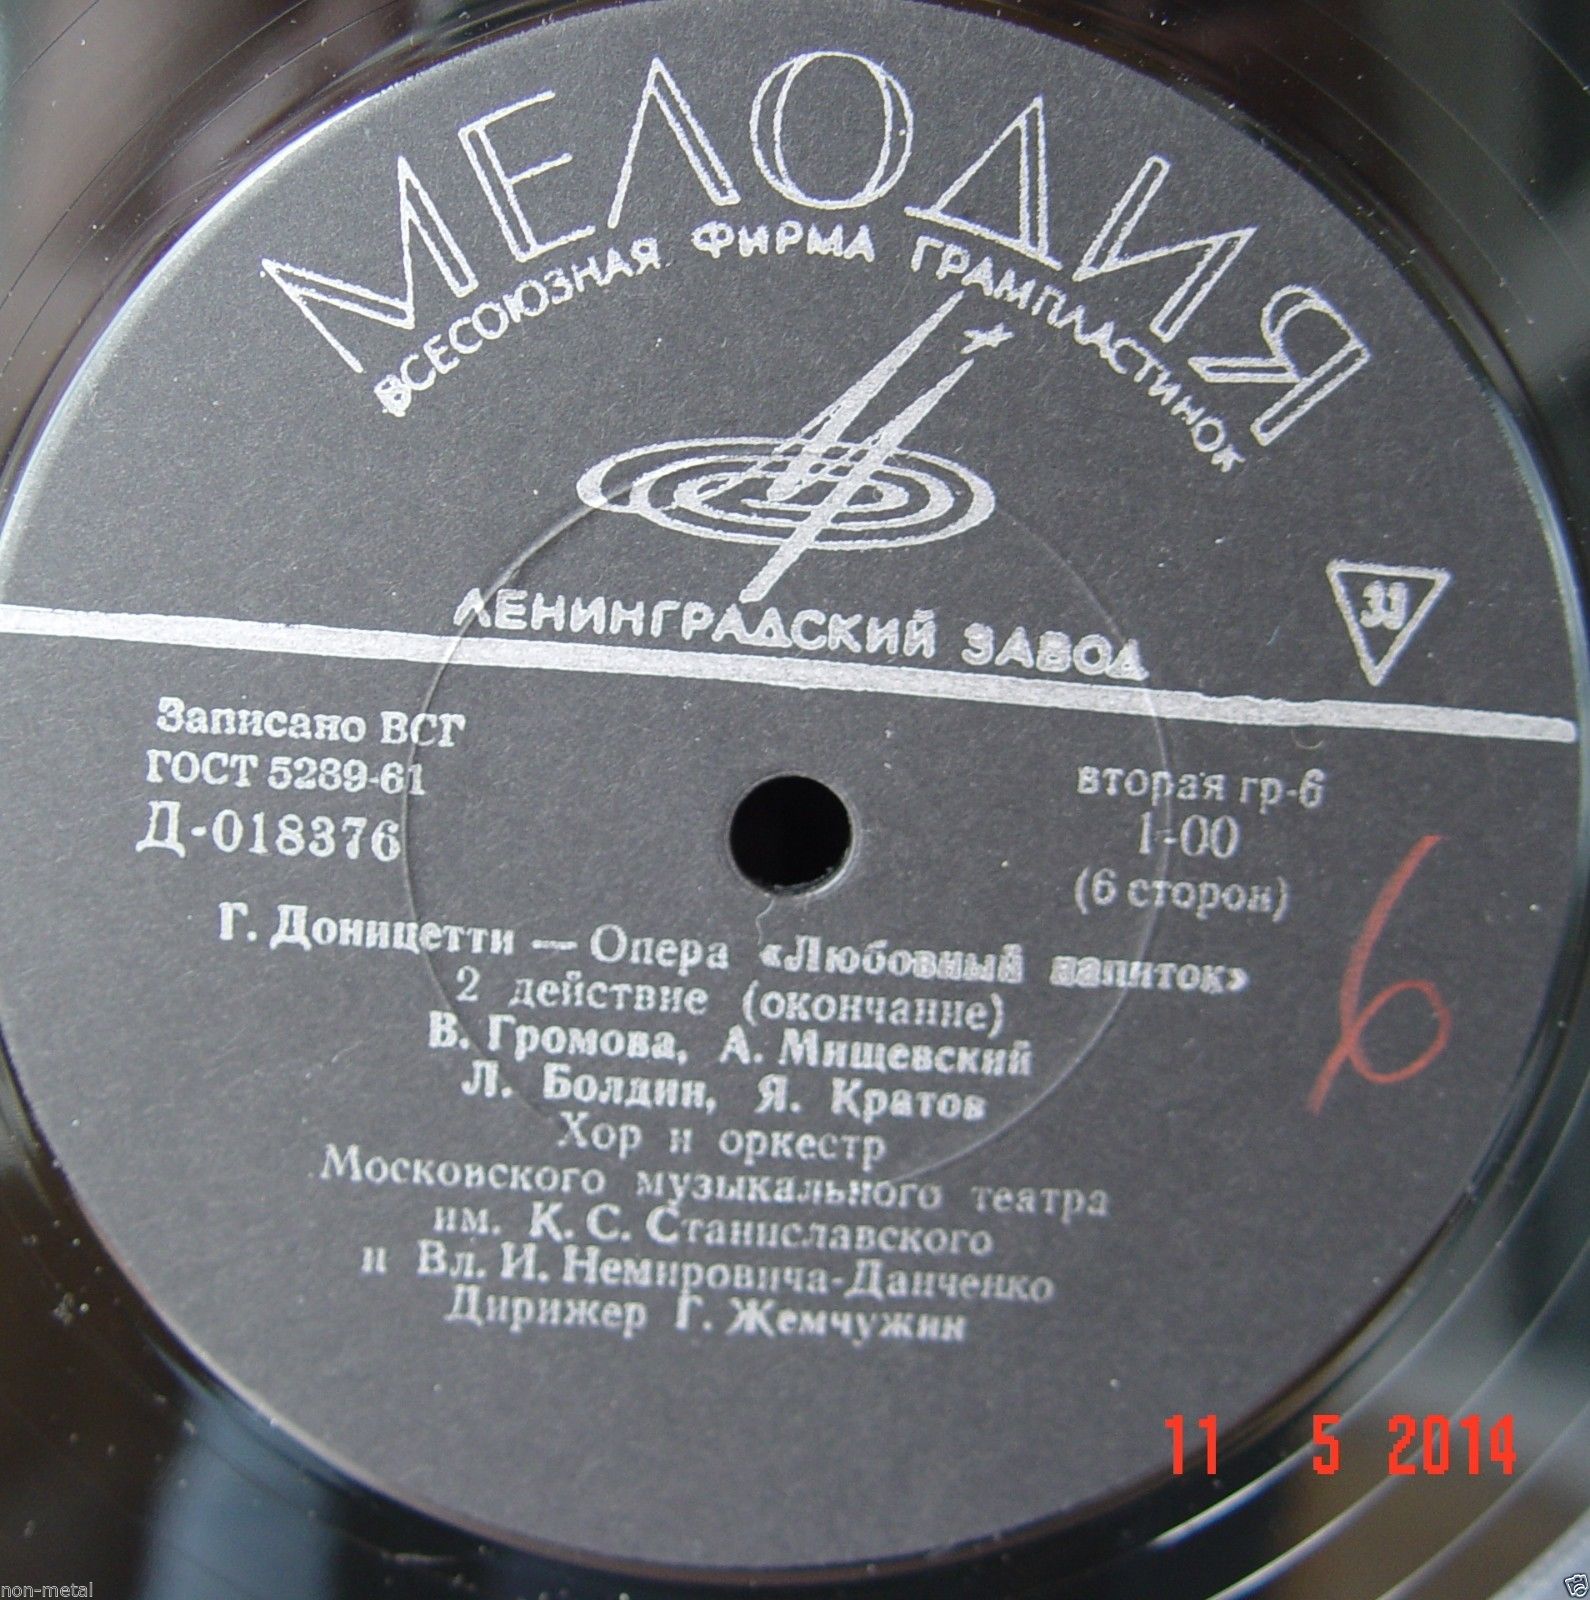 МЕЛОДИЯ
ВСЕСОЮЗНАЯ ФИРМА ГРАМПЛАСТИНОК
33
ЛЕНИНГРАДСКИЙ ЗАВОД
Записано ВСГ
ГОСТ 5289-61
Д-018376
вторая гр-6
1-00
(6 сторон)
6
Г. Доницетти — Опера «Любовный напиток»
2 действие (окончание)
В. Громова, А. Мищевский
Л. Болдин, Я. Кратов
Хор и оркестр
Московского музыкального театра
им. К. С. Станиславского
и Вл. И. Немировича-Данченко
Дирижер Г. Жемчужин
11 5 2014
non-metal